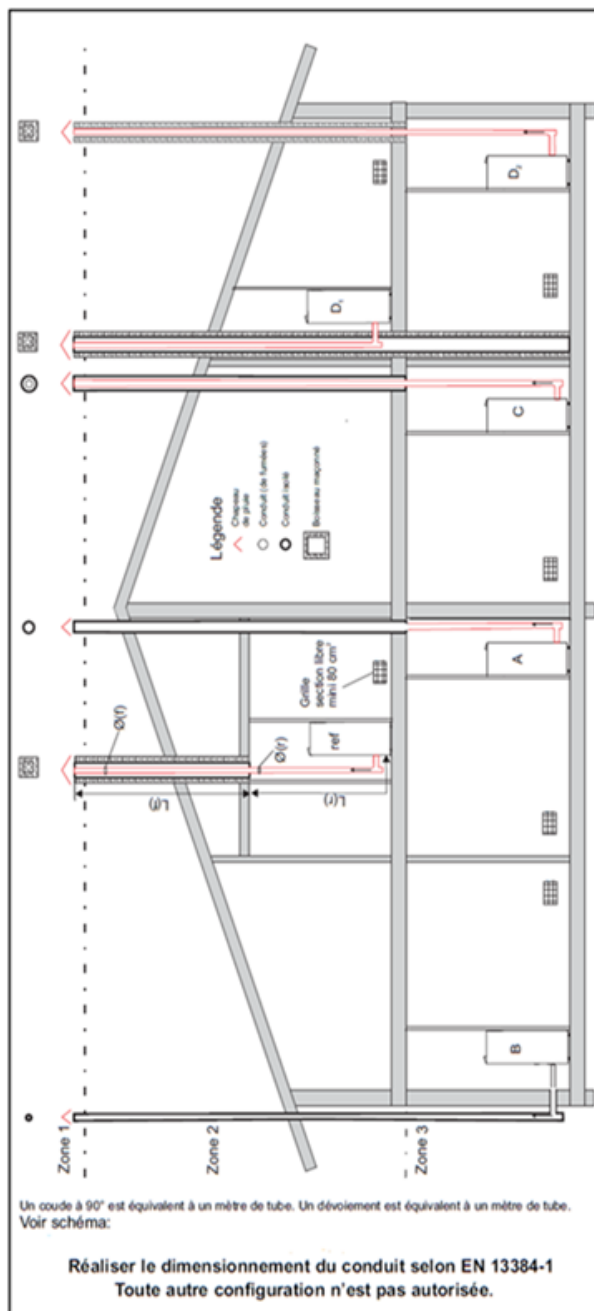 Zone 1
Zone 2
Zone 3
B
L(f)
L(r)
Ø(f)
Ø(r)
ref
Grille
section libre
mini 80 cm²
A
Légende
Chapeau
de pluie
Conduit (de fumées)
Conduit isolé
Boisseau maçonné
C
D₁
D₂
Un coude à 90° est équivalent à un mètre de tube. Un dévoiement est équivalent à un mètre de tube.
Voir schéma:
Réaliser le dimensionnement du conduit selon EN 13384-1
Toute autre configuration n'est pas autorisée.